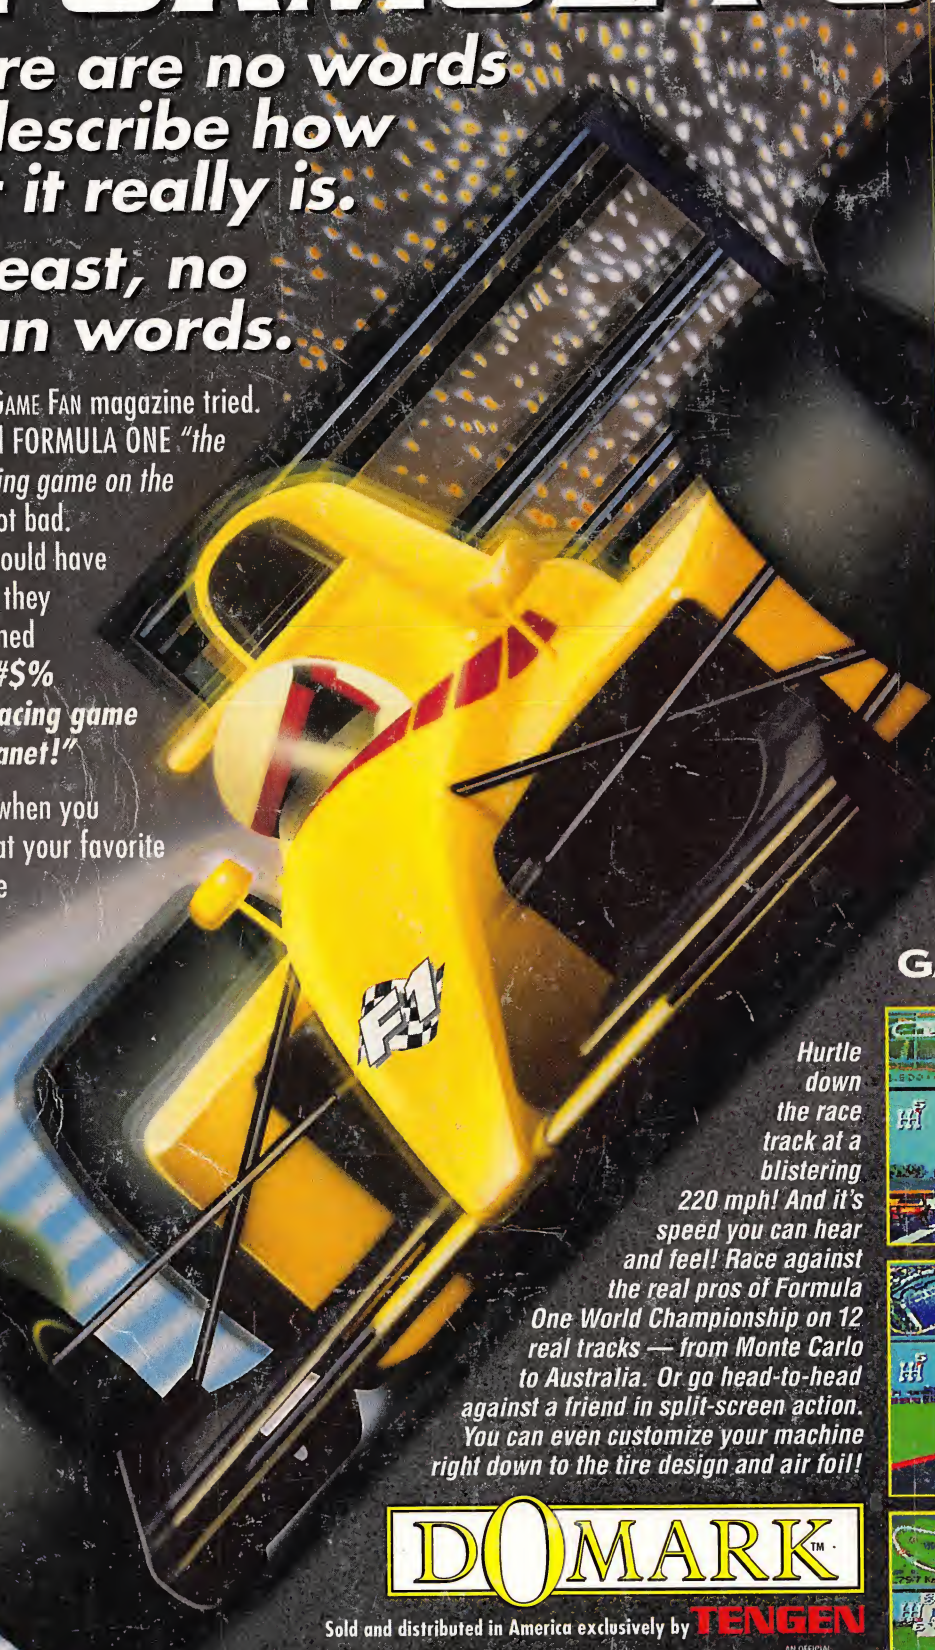 re are no words
describe how
it really is.
east, no
an words.
GAME FAN magazine tried.
FORMULA ONE "the
ing game on the
ot bad.
ould have
they
ned
#$%
acing game
anet!"
when you
at your favorite
e
F1
Hurtle
down
the race
track at a
blistering
220 mph! And it's
speed you can hear
and feel! Race against
the real pros of Formula
One World Championship on 12
real tracks — from Monte Carlo
to Australia. Or go head-to-head
against a friend in split-screen action.
You can even customize your machine
right down to the tire design and air foil!
DOMARK™
Sold and distributed in America exclusively by TENGEN
AN OFFICIAL